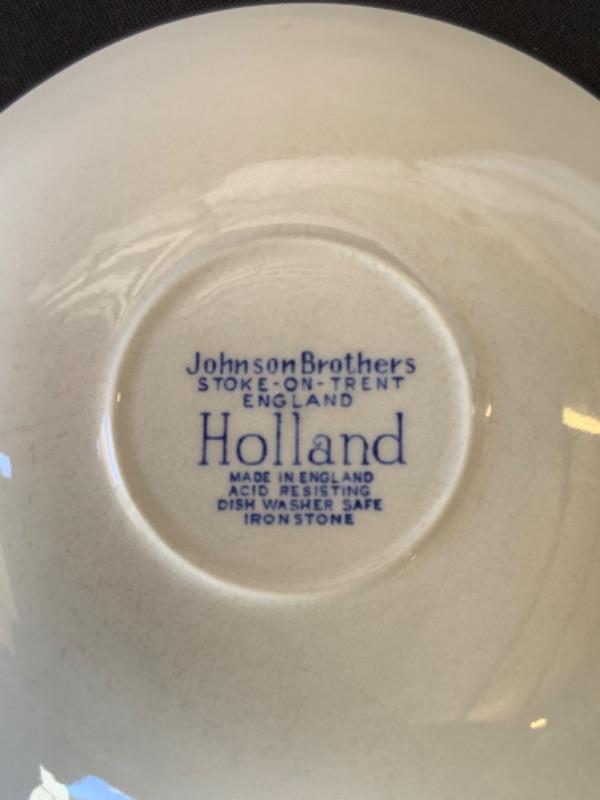 Johnson Brothers
STOKE-ON-TRENT
ENGLAND
Holland
MADE IN ENGLAND
ACID RESISTING
DISH WASHER SAFE
IRONSTONE